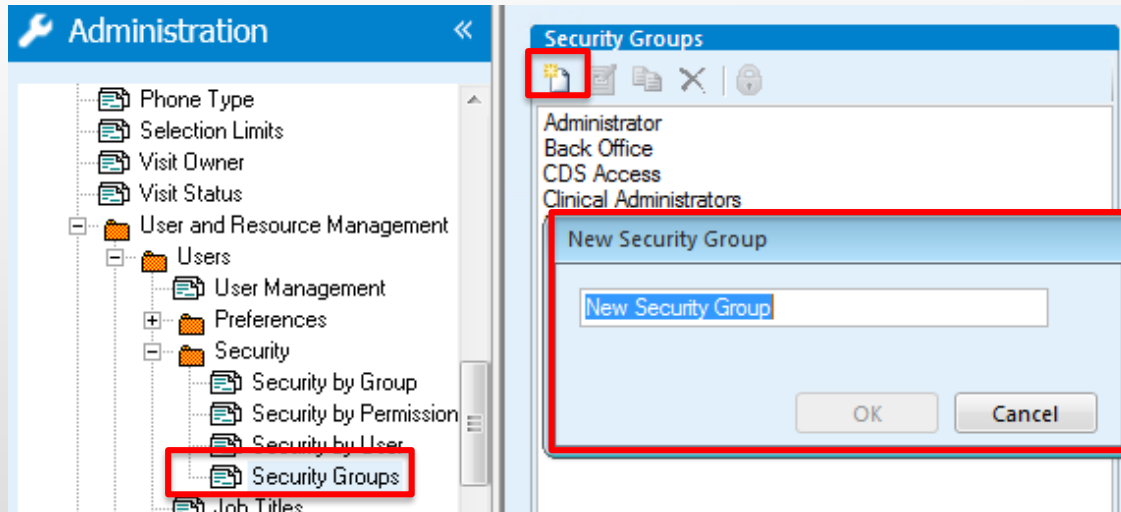 Administration «
Phone Type
Selection Limits
Visit Owner
Visit Status
User and Resource Management
Users
User Management
Preferences
Security
Security by Group
Security by Permission
Security by User
Security Groups
Job Titles
Security Groups
Administrator
Back Office
CDS Access
Clinical Administrators
New Security Group
New Security Group
OK
Cancel